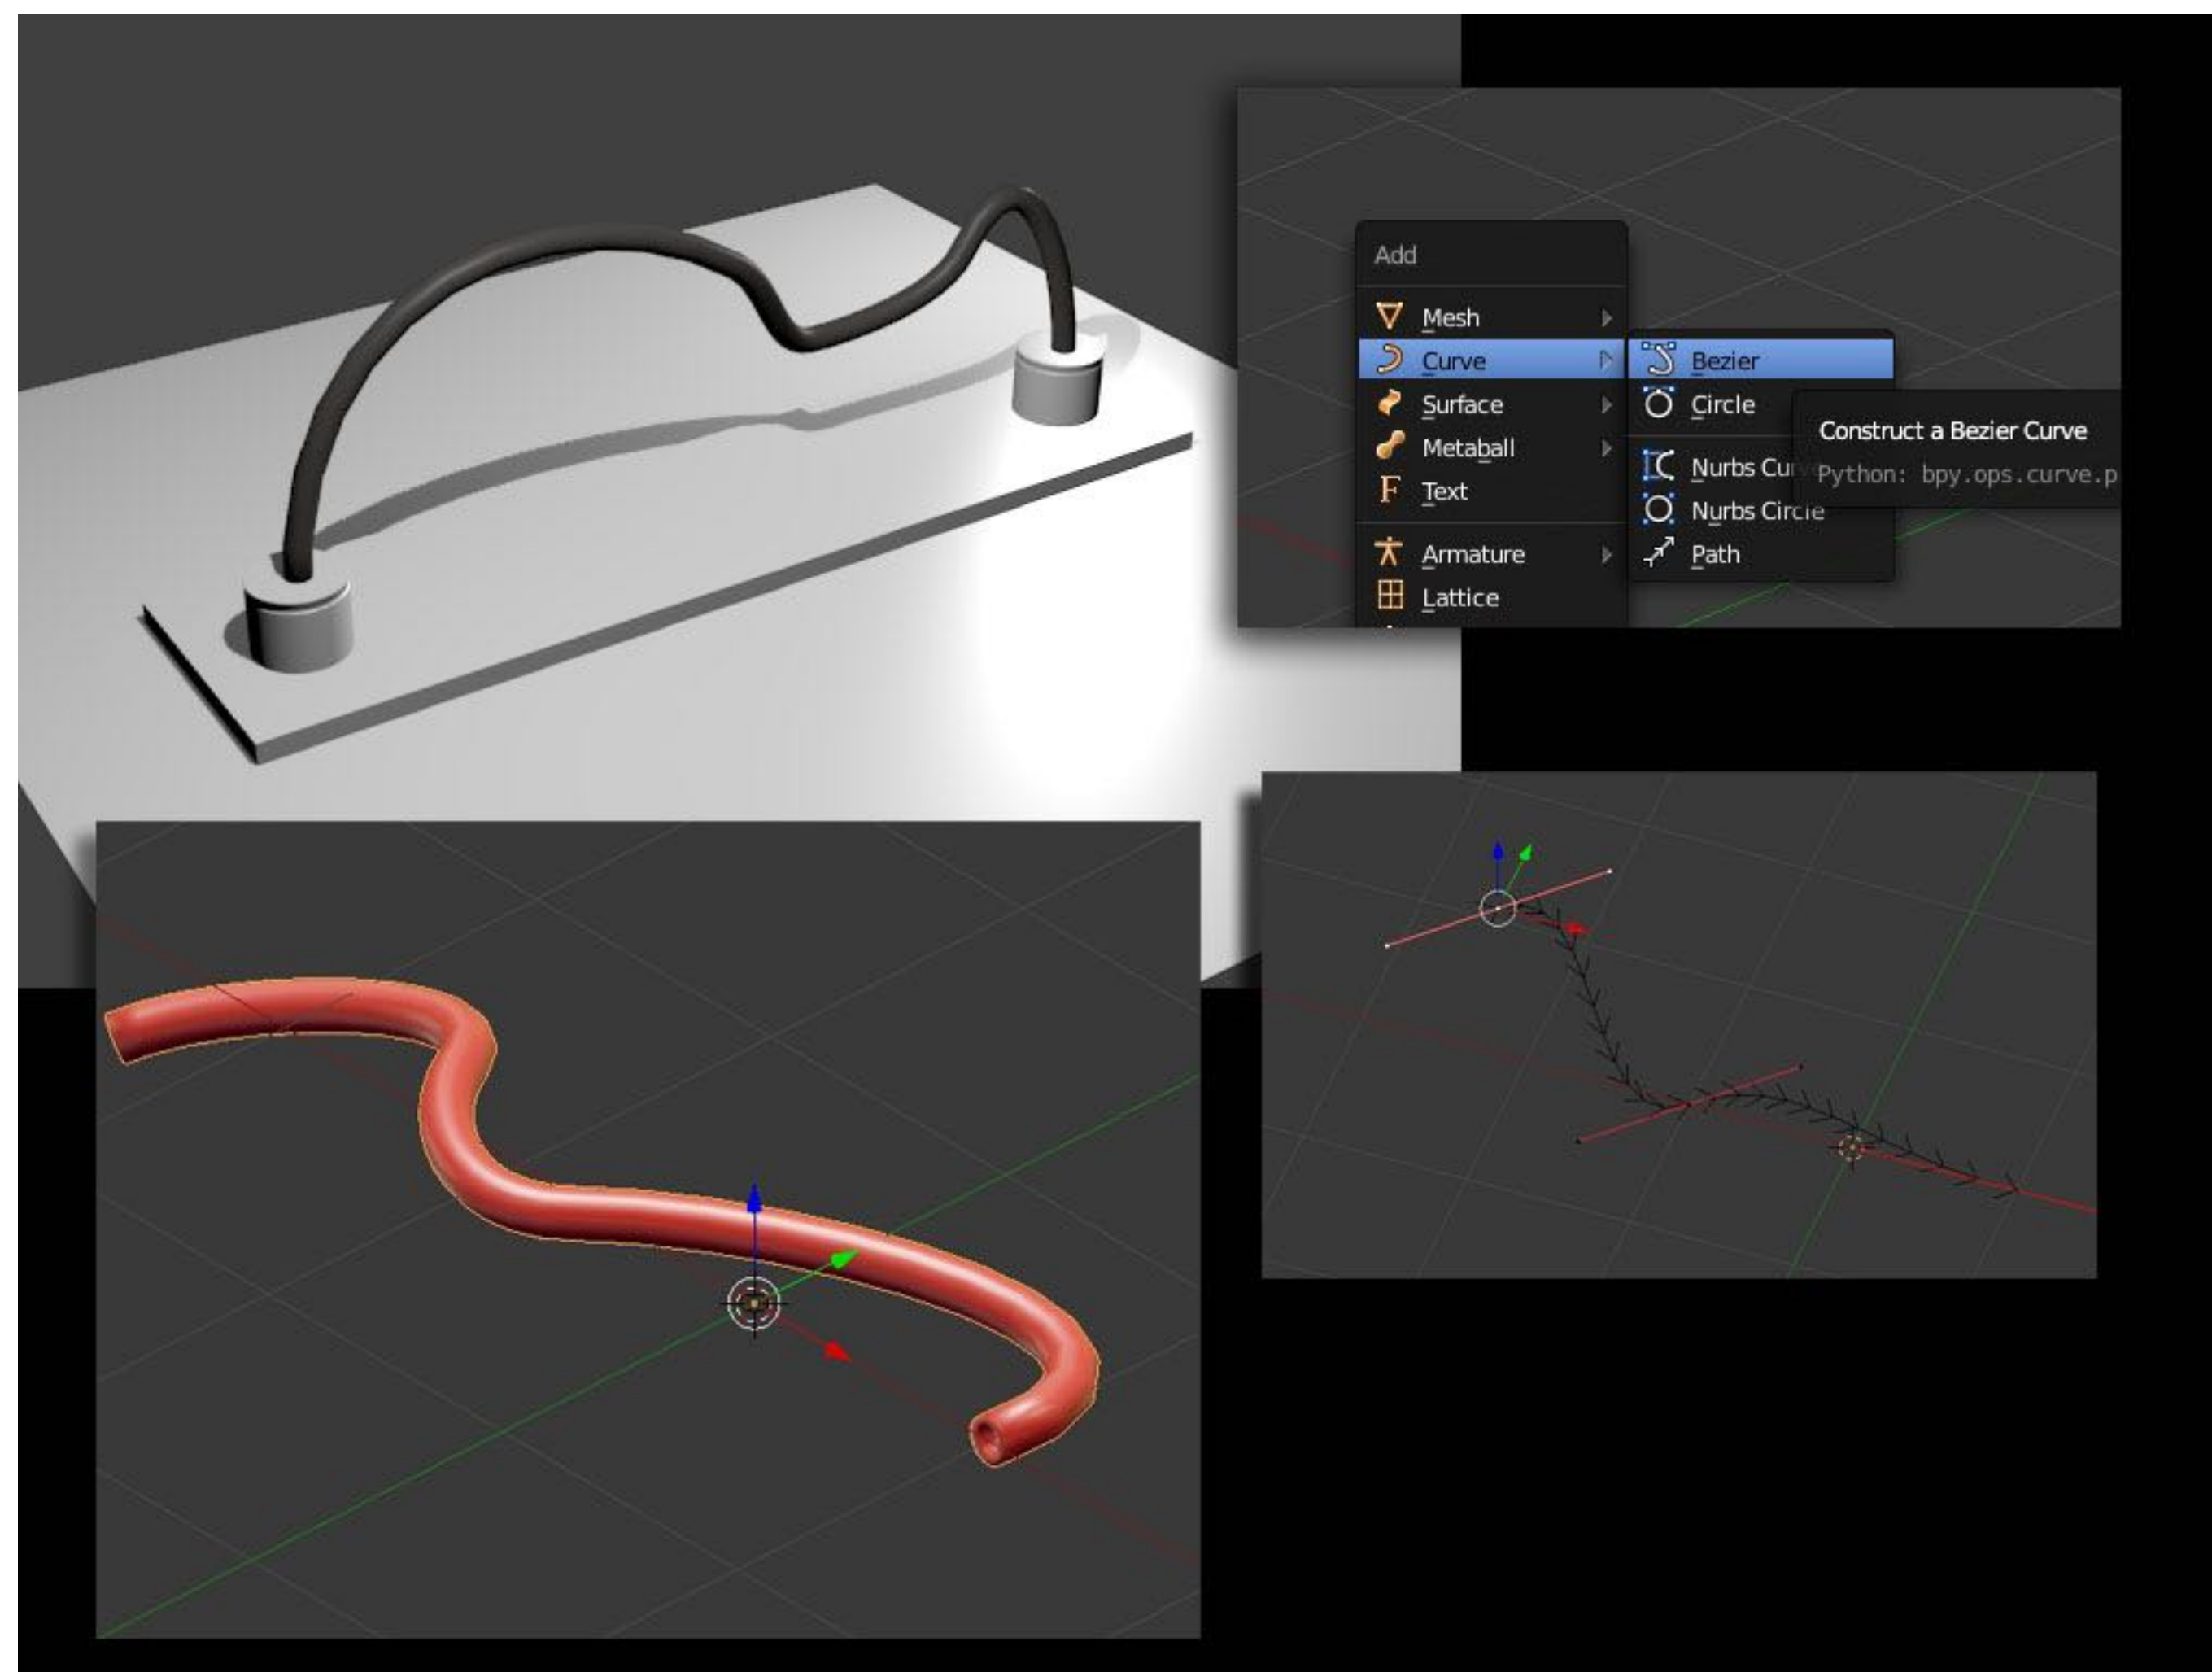 Add
Mesh
Curve
Surface
Metaball
Text
Armature
Lattice
Bezier
Circle
Nurbs Cur
Nurbs Circle
Path
Construct a Bezier Curve
Python: bpy.ops.curve.p